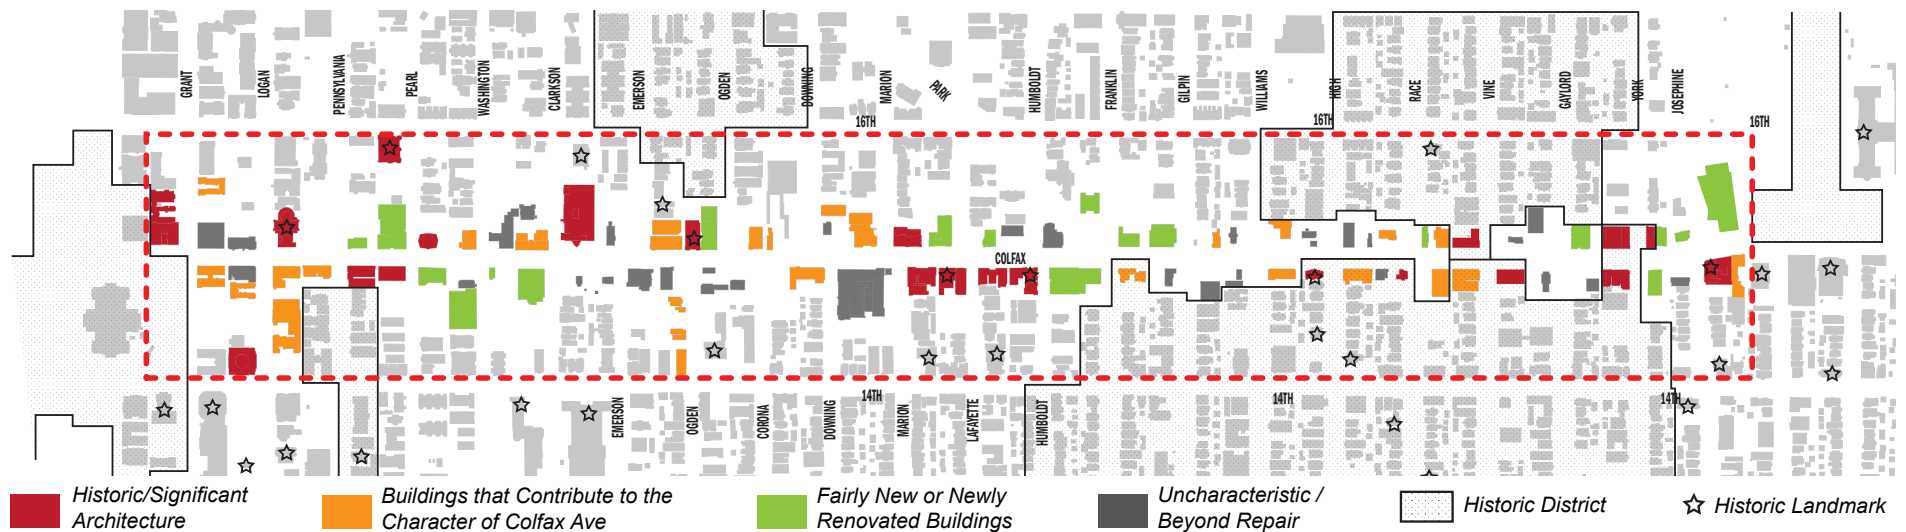 GRANT
LOGAN
PENNSYLVANIA
PEARL
WASHINGTON
CLARKSON
EMERSON
OGDEN
DOWNING
MARION
PARK
HUMBOLDT
FRANKLIN
GILPIN
WILLIAMS
HIGH
RACE
VINE
GAYLORD
YORK
JOSEPHINE
16TH
16TH
16TH
COLFAX
14TH
14TH
14TH
EMERSON
OGDEN
CORONA
DOWNING
MARION
LAFAYETTE
HUMBOLDT
Historic/Significant
Architecture
Buildings that Contribute to the
Character of Colfax Ave
Fairly New or Newly
Renovated Buildings
Uncharacteristic /
Beyond Repair
Historic District
Historic Landmark